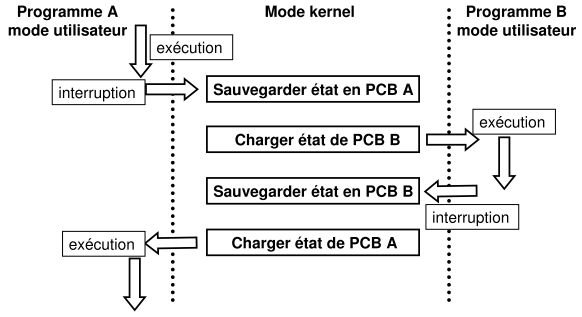 Programme A
mode utilisateur
Mode kernel
Programme B
mode utilisateur
exécution
interruption
Sauvegarder état en PCB A
Charger état de PCB B
exécution
Sauvegarder état en PCB B
interruption
exécution
Charger état de PCB A